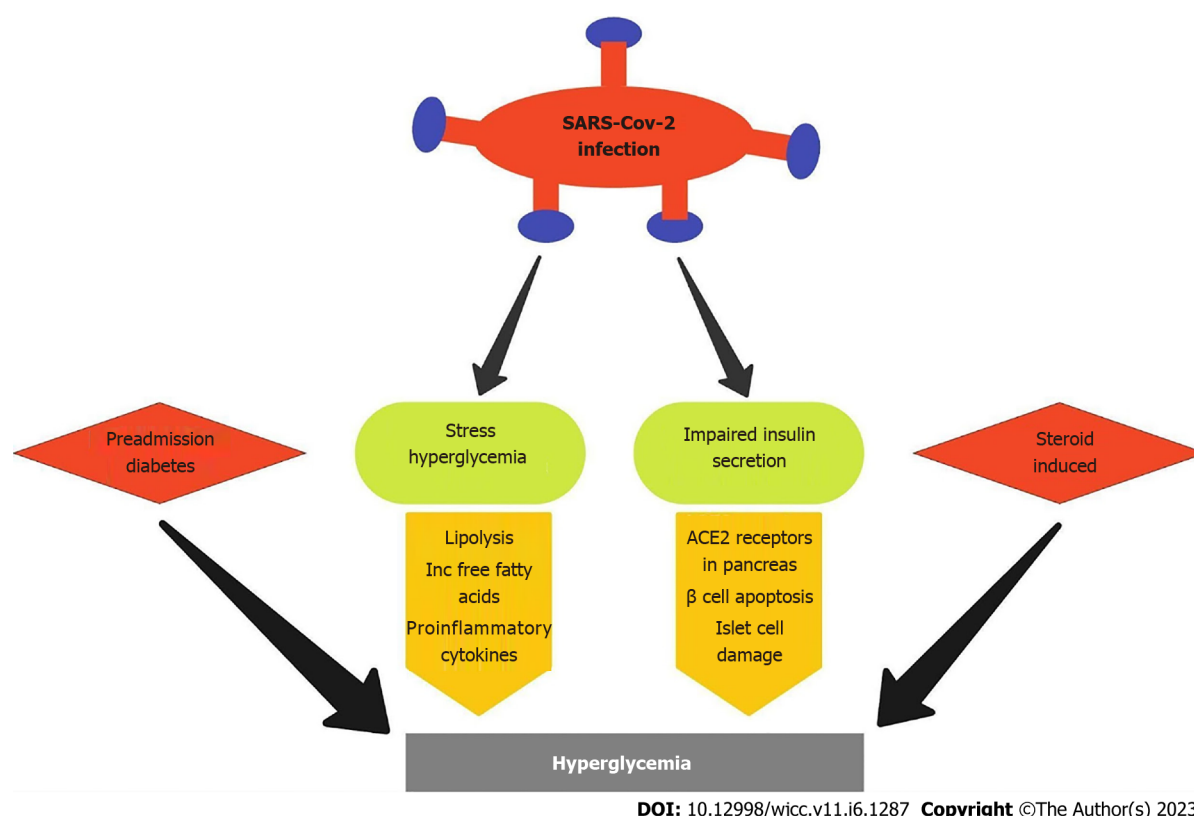 SARS-Cov-2
infection
Preadmission
diabetes
Stress
hyperglycemia
Impaired insulin
secretion
Steroid
induced
Lipolysis
Inc free fatty
acids
Proinflammatory
cytokines
ACE2 receptors
in pancreas
β cell apoptosis
Islet cell
damage
Hyperglycemia
DOI: 10.12998/wjcc.v11.i6.1287 Copyright ©The Author(s) 2023